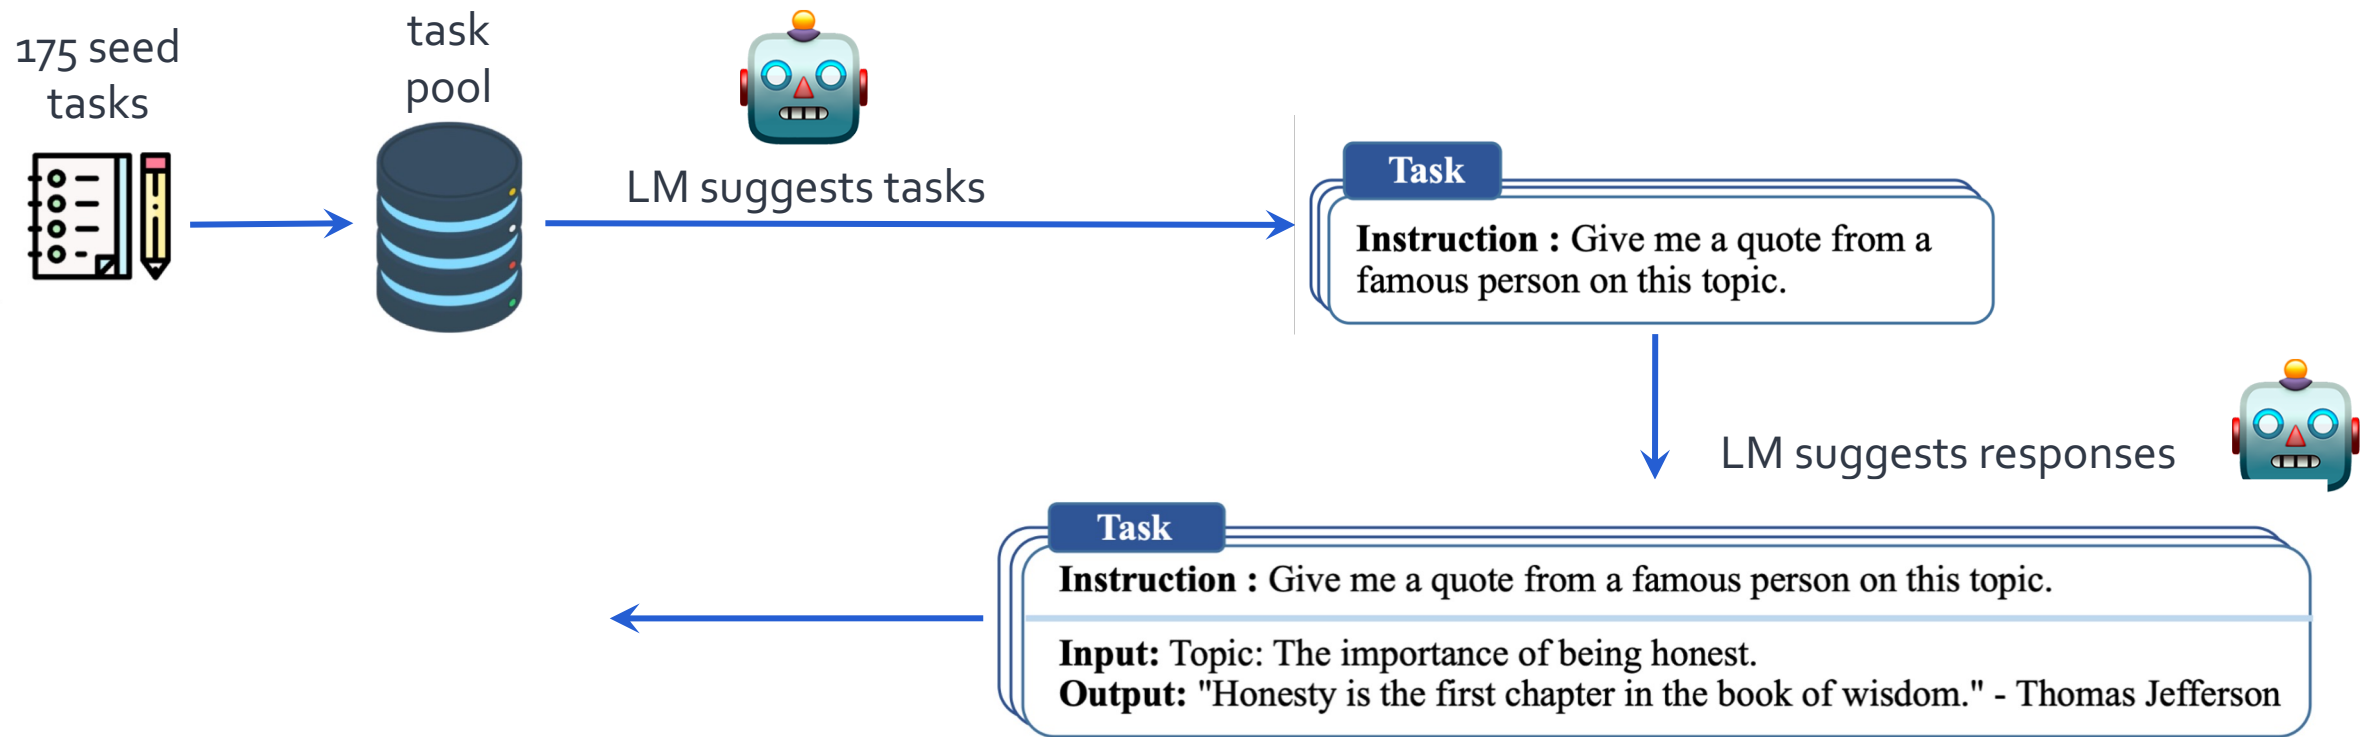 175 seed
tasks
task
pool
LM suggests tasks
Task
Instruction : Give me a quote from a
famous person on this topic.
LM suggests responses
Task
Instruction : Give me a quote from a famous person on this topic.
Input: Topic: The importance of being honest.
Output: "Honesty is the first chapter in the book of wisdom." - Thomas Jefferson